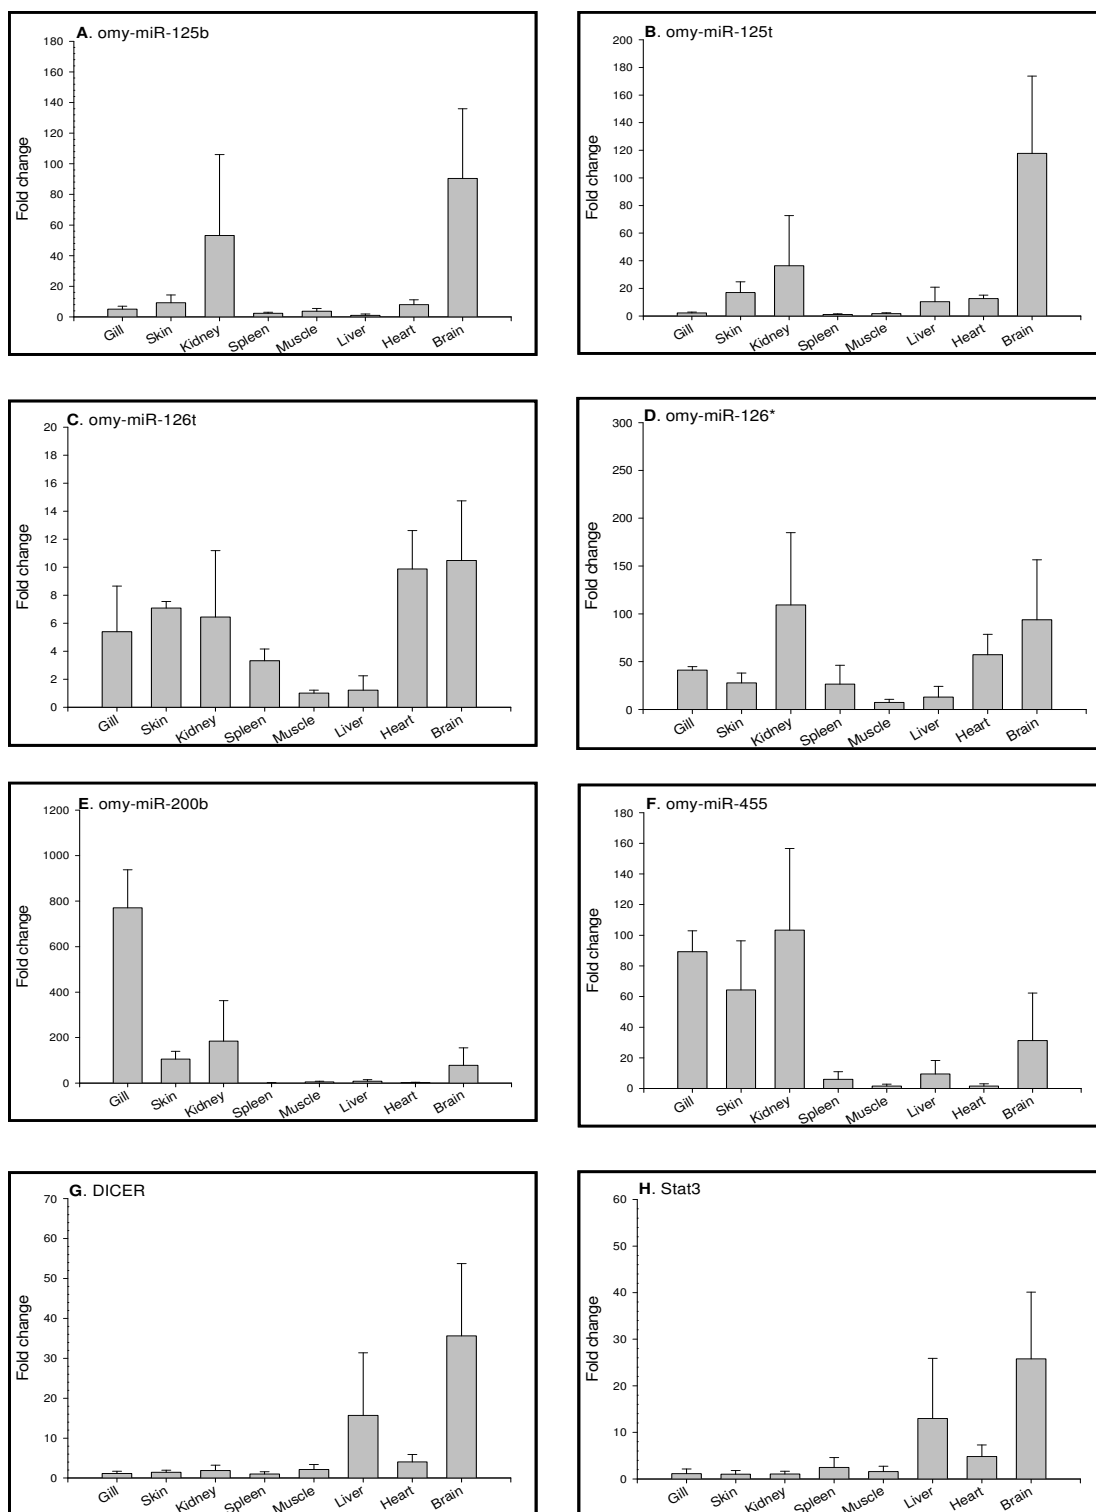 A. omy-miR-125b
180
160
140
120
100
80
60
40
20
0
Fold change
Gill Skin Kidney Spleen Muscle Liver Heart Brain
B. omy-miR-125t
200
180
160
140
120
100
80
60
40
20
0
Fold change
Gill Skin Kidney Spleen Muscle Liver Heart Brain
C. omy-miR-126t
20
18
16
14
12
10
8
6
4
2
0
Fold change
Gill Skin Kidney Spleen Muscle Liver Heart Brain
D. omy-miR-126*
300
250
200
150
100
50
0
Fold change
Gill Skin Kidney Spleen Muscle Liver Heart Brain
E. omy-miR-200b
1200
1000
800
600
400
200
0
Fold change
Gill Skin Kidney Spleen Muscle Liver Heart Brain
F. omy-miR-455
180
160
140
120
100
80
60
40
20
0
Fold change
Gill Skin Kidney Spleen Muscle Liver Heart Brain
G. DICER
70
60
50
40
30
20
10
0
Fold change
Gill Skin Kidney Spleen Muscle Liver Heart Brain
H. Stat3
60
50
40
30
20
10
0
Fold change
Gill Skin Kidney Spleen Muscle Liver Heart Brain